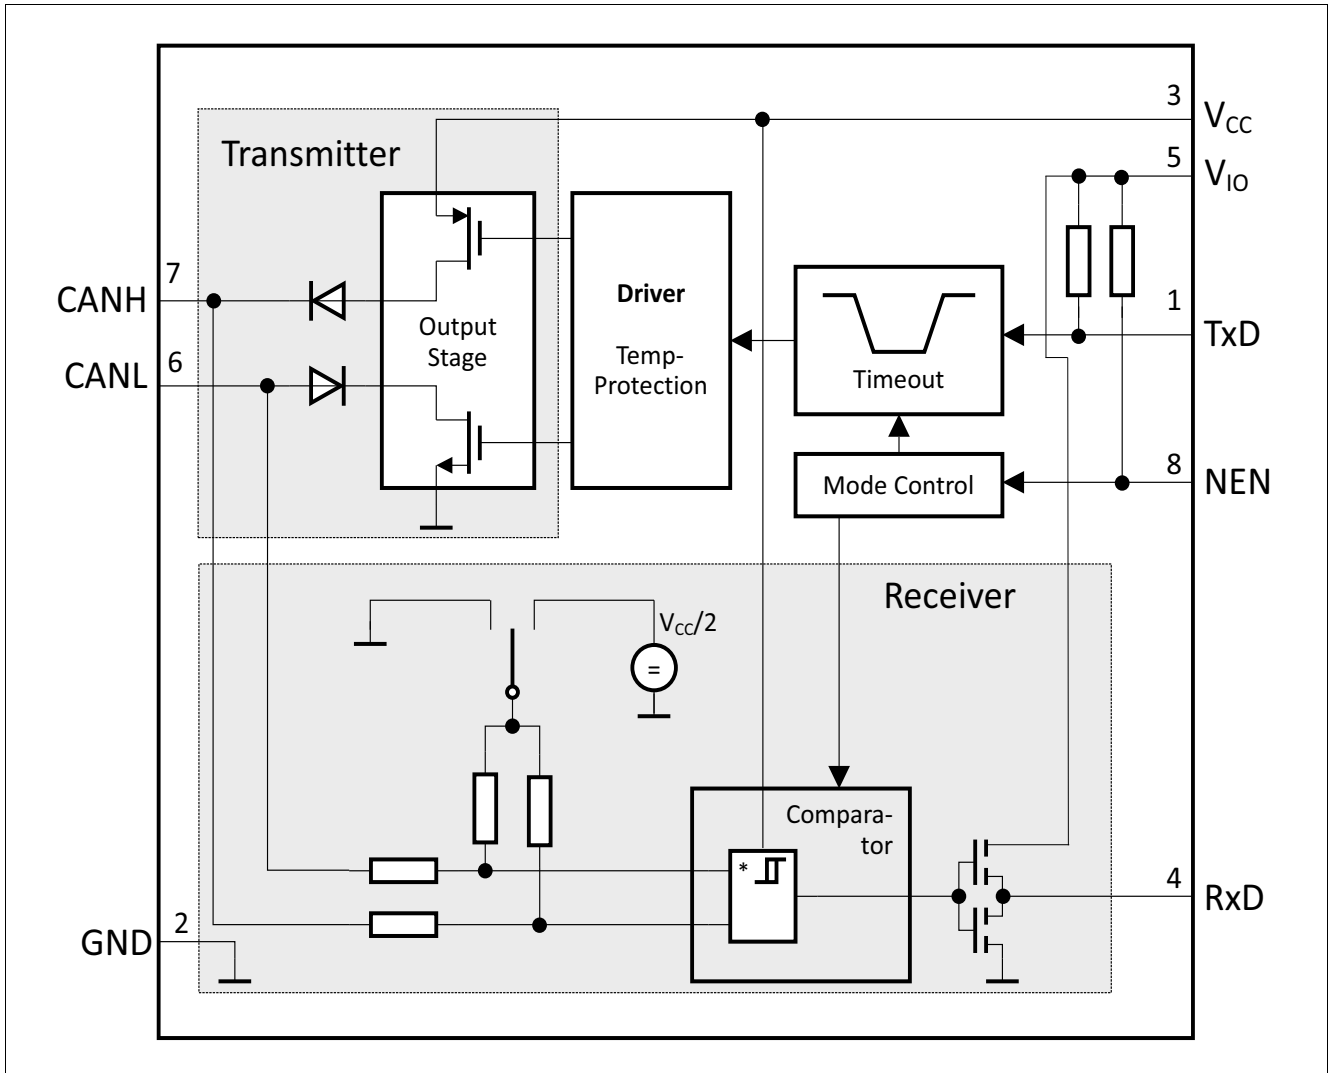 3
V_CC
Transmitter
5
V_IO
7
CANH
Driver
1
TxD
Output
Stage
Temp-
Protection
6
CANL
Timeout
8
NEN
Mode Control
Receiver
V_CC/2
=
Compara-
tor
*
4
RxD
2
GND